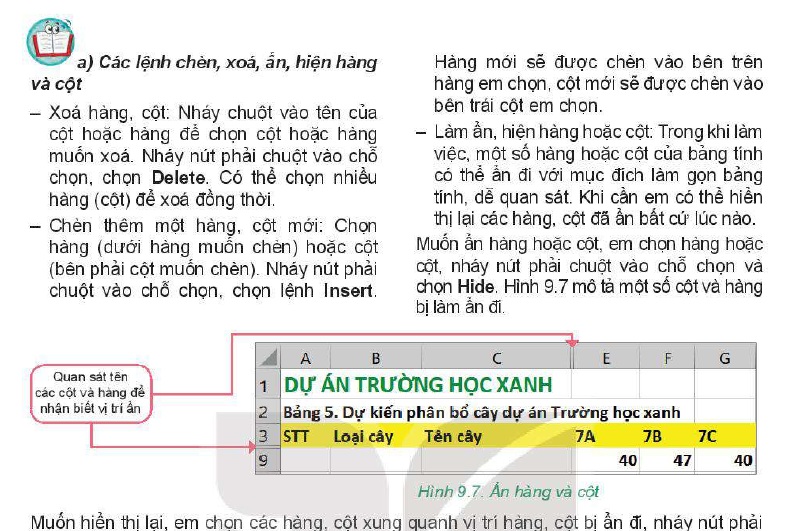 a) Các lệnh chèn, xoá, ẩn, hiện hàng
và cột
– Xoá hàng, cột: Nháy chuột vào tên của
cột hoặc hàng để chọn cột hoặc hàng
muốn xoá. Nháy nút phải chuột vào chỗ
chọn, chọn Delete. Có thể chọn nhiều
hàng (cột) để xoá đồng thời.
– Chèn thêm một hàng, cột mới: Chọn
hàng (dưới hàng muốn chèn) hoặc cột
(bên phải cột muốn chèn). Nháy nút phải
chuột vào chỗ chọn, chọn lệnh Insert.
Hàng mới sẽ được chèn vào bên trên
hàng em chọn, cột mới sẽ được chèn vào
bên trái cột em chọn.
– Làm ẩn, hiện hàng hoặc cột: Trong khi làm
việc, một số hàng hoặc cột của bảng tính
có thể ẩn đi với mục đích làm gọn bảng
tính, dễ quan sát. Khi cần em có thể hiển
thị lại các hàng, cột đã ẩn bất cứ lúc nào.
Muốn ẩn hàng hoặc cột, em chọn hàng hoặc
cột, nháy nút phải chuột vào chỗ chọn và
chọn Hide. Hình 9.7 mô tả một số cột và hàng
bị làm ẩn đi.
Quan sát tên
các cột và hàng để
nhận biết vị trí ẩn
A B C E F G
1 DỰ ÁN TRƯỜNG HỌC XANH
2 Bảng 5. Dự kiến phân bổ cây dự án Trường học xanh
3 STT Loại cây Tên cây 7A 7B 7C
9 40 47 40
Hình 9.7. Ẩn hàng và cột
Muốn hiển thị lại, em chọn các hàng, cột xung quanh vị trí hàng, cột bị ẩn đi, nháy nút phải